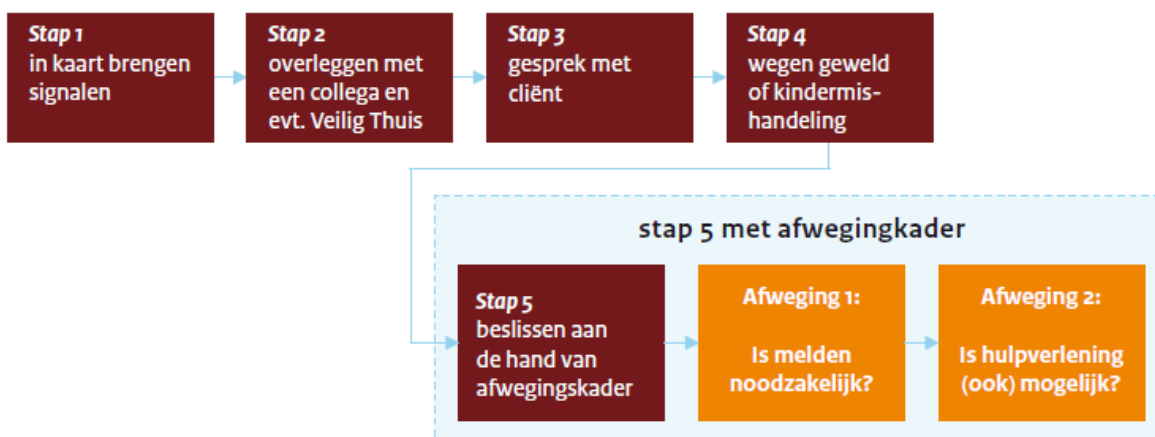 Stap 1
in kaart brengen
signalen
Stap 2
overleggen met
een collega en
evt. Veilig Thuis
Stap 3
gesprek met
cliënt
Stap 4
wegen geweld
of kindermis-
handeling
stap 5 met afwegingkader
Stap 5
beslissen aan
de hand van
afwegingskader
Afweging 1:
Is melden
noodzakelijk?
Afweging 2:
Is hulpverlening
(ook) mogelijk?